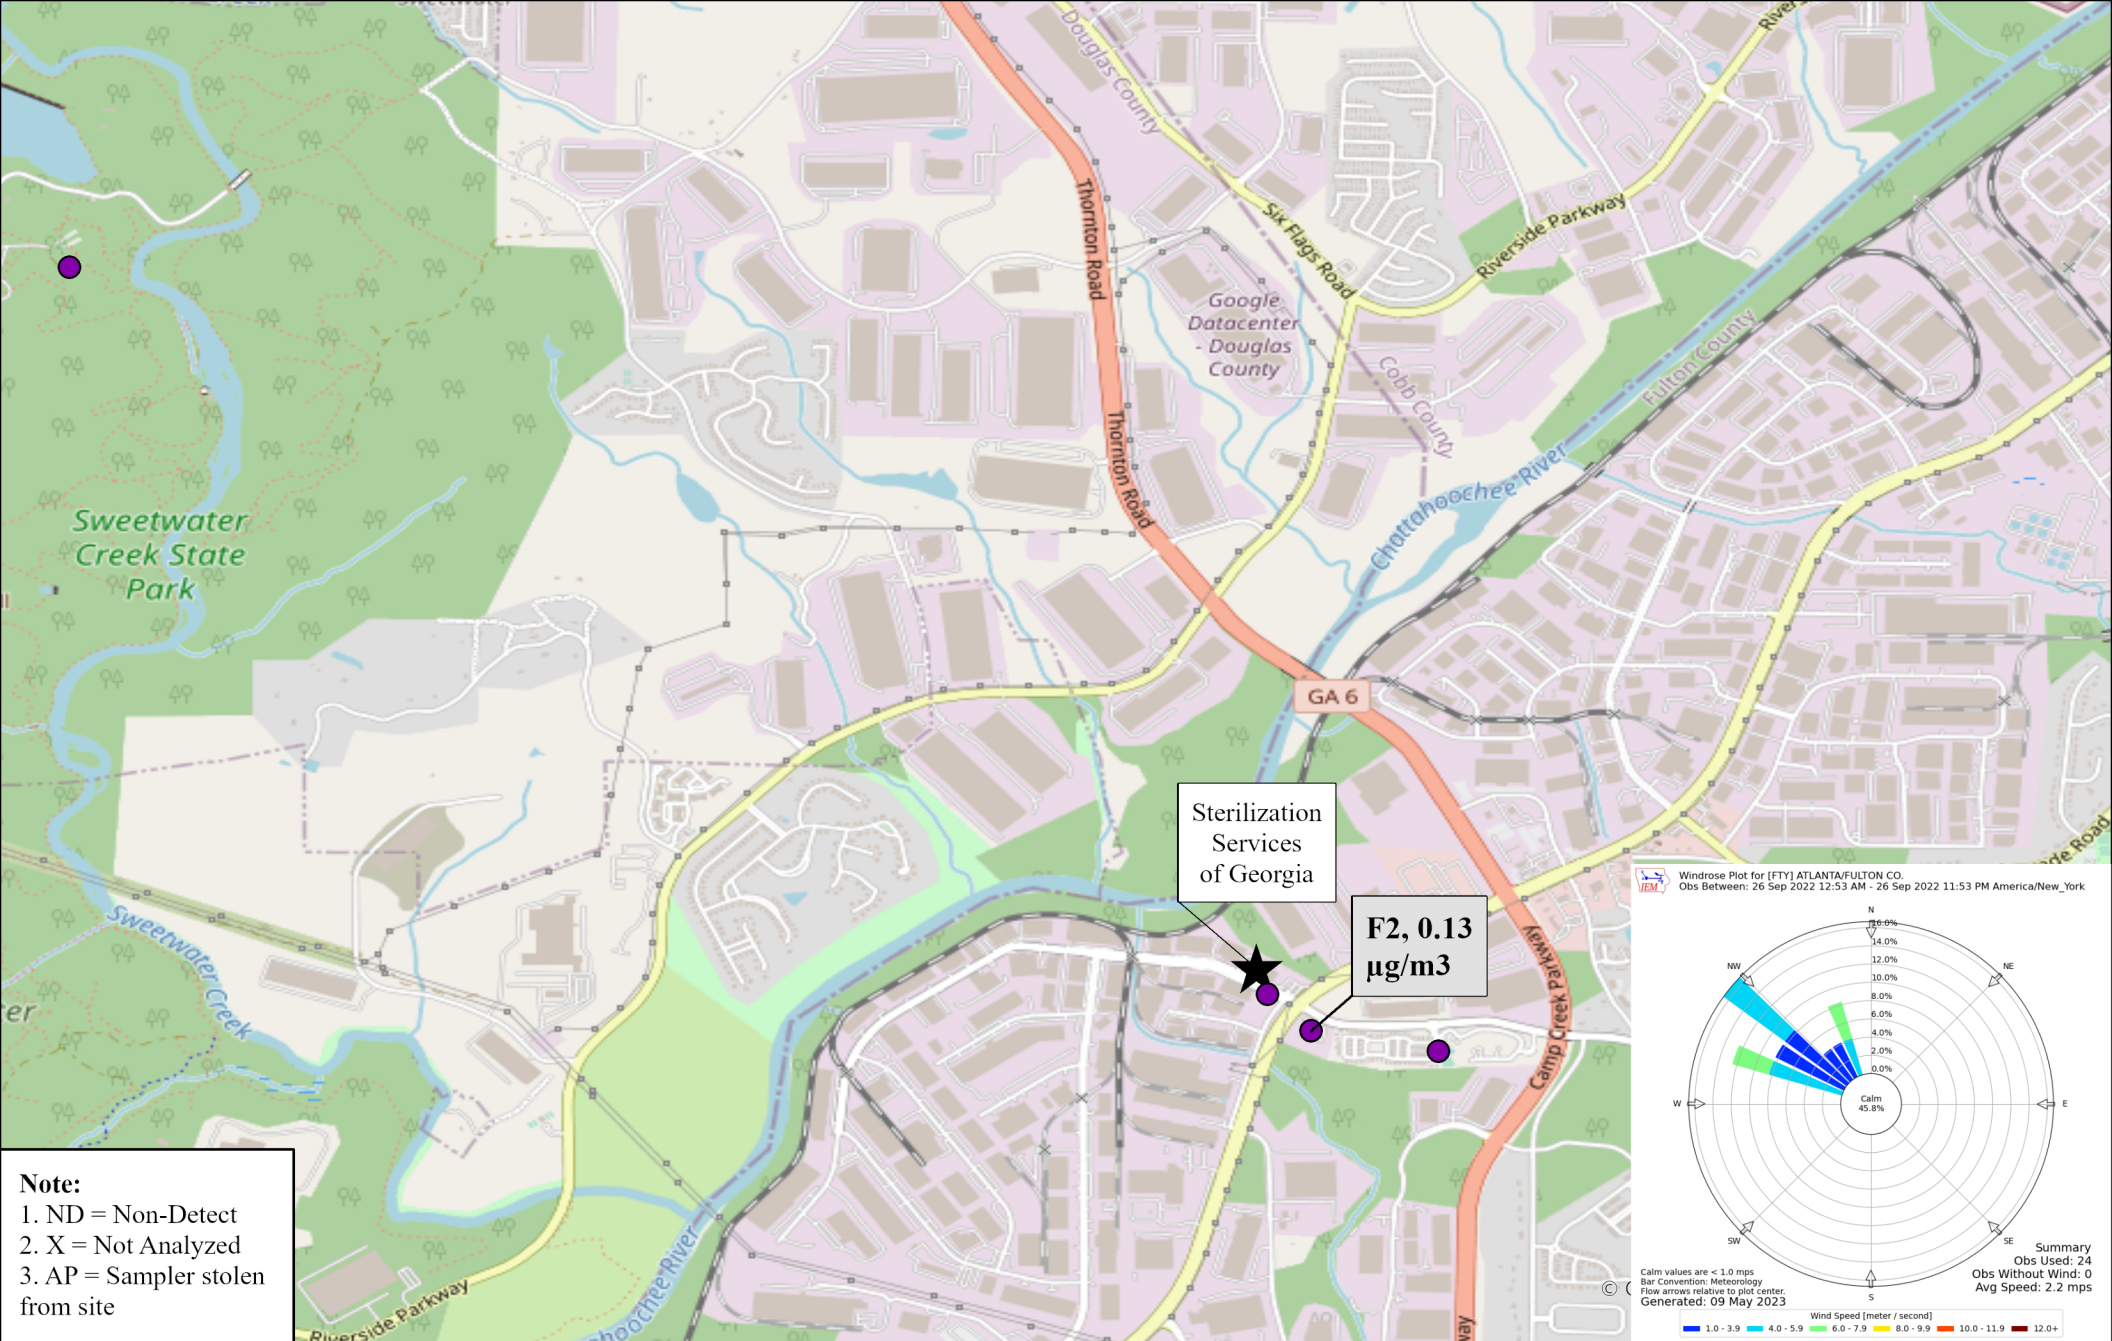 Sweetwater
Douglas County
River
Thornton Road
Six Flags Road
Riverside Parkway
Google
Datacenter
- Douglas
County
Fulton County
Cobb County
Thornton Road
Chattahoochee River
Sweetwater
Creek State
Park
GA 6
Sterilization
Services
of Georgia
F2, 0.13
µg/m3
Camp Creek Parkway
Sweetwater Creek
er
de Road
Note:
1. ND = Non-Detect
2. X = Not Analyzed
3. AP = Sampler stolen
from site
Riverside Parkway
hoochee River
way
©
IEM
Windrose Plot for [FTY] ATLANTA/FULTON CO.
Obs Between: 26 Sep 2022 12:53 AM - 26 Sep 2022 11:53 PM America/New_York
N
16.0%
14.0%
12.0%
10.0%
8.0%
6.0%
4.0%
2.0%
0.0%
NW
NE
W
E
Calm
45.8%
SW
SE
S
Summary
Obs Used: 24
Obs Without Wind: 0
Avg Speed: 2.2 mps
Calm values are < 1.0 mps
Bar Convention: Meteorology
Flow arrows relative to plot center.
Generated: 09 May 2023
Wind Speed [meter / second]
1.0 - 3.9 4.0 - 5.9 6.0 - 7.9 8.0 - 9.9 10.0 - 11.9 12.0+